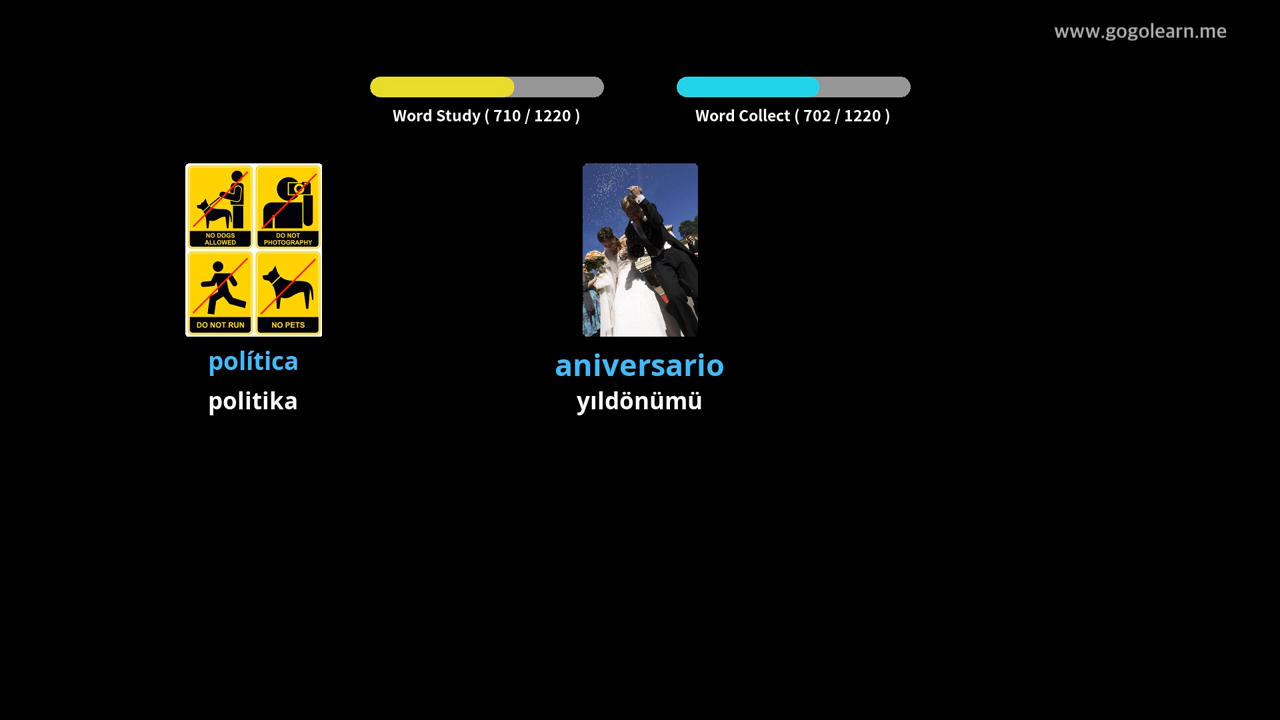 www.gogolearn.me
Word Study ( 710 / 1220 )
Word Collect ( 702 / 1220 )
NO DOGS
ALLOWED
DO NOT
PHOTOGRAPHY
DO NOT RUN
NO PETS
política
politika
aniversario
yıldönümü